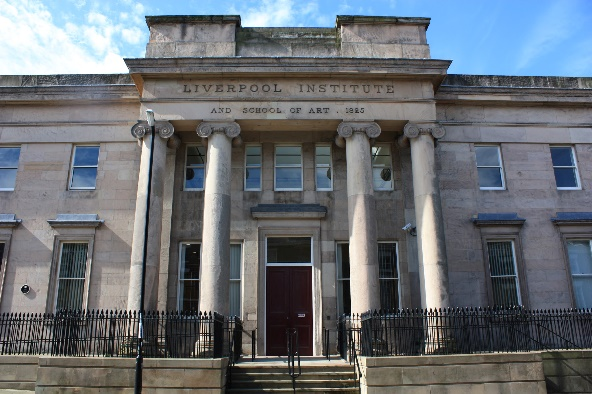 LIVERPOOL INSTITUTE
AND SCHOOL OF ART . 1825